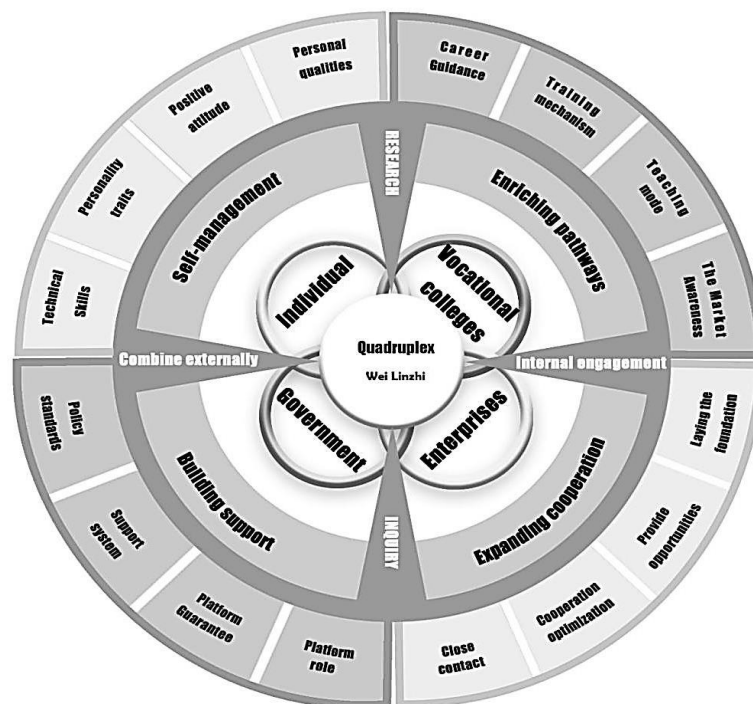 Personal
qualities
Career
Guidance
Positive
attitude
Training
mechanism
Personality
traits
Teaching
mode
Technical
Skills
The Market
Awareness
RESEARCH
Self-management
Enriching pathways
Individual
Vocational
colleges
Combine externally
Quadruplex
Wei Linzhi
Internal engagement
Government
Enterprises
Building support
Expanding cooperation
INQUIRY
Policy
standards
Laying the
foundation
Support
system
Provide
opportunities
Platform
Guarantee
Cooperation
optimization
Platform
role
Close
contact